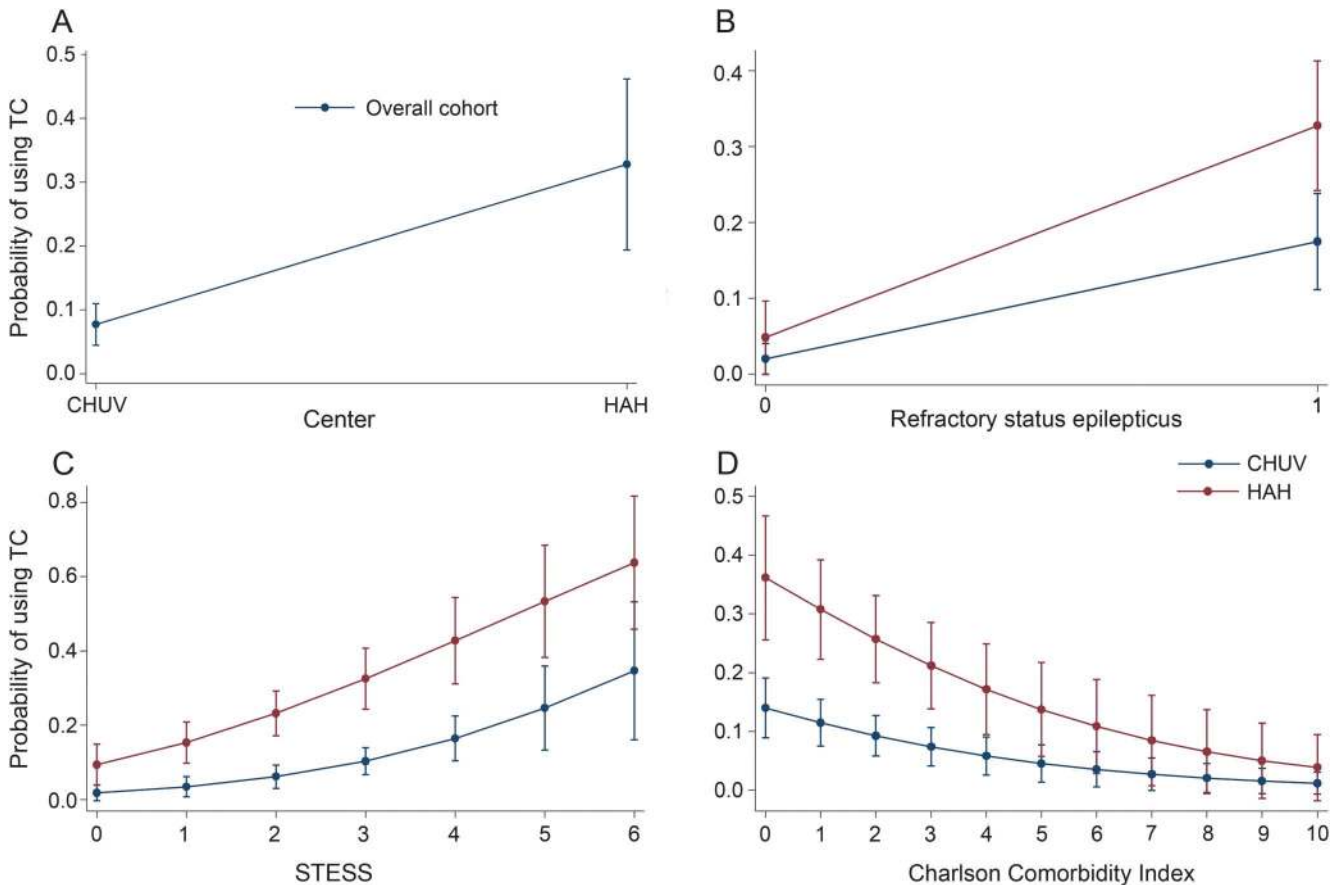 A
Probability of using TC
0.5
0.4
0.3
0.2
0.1
0.0
Overall cohort
CHUV
HAH
Center
B
0.4
0.3
0.2
0.1
0.0
0
1
Refractory status epilepticus
C
Probability of using TC
0.8
0.6
0.4
0.2
0.0
0 1 2 3 4 5 6
STESS
D
CHUV
HAH
0.5
0.4
0.3
0.2
0.1
0.0
0 1 2 3 4 5 6 7 8 9 10
Charlson Comorbidity Index